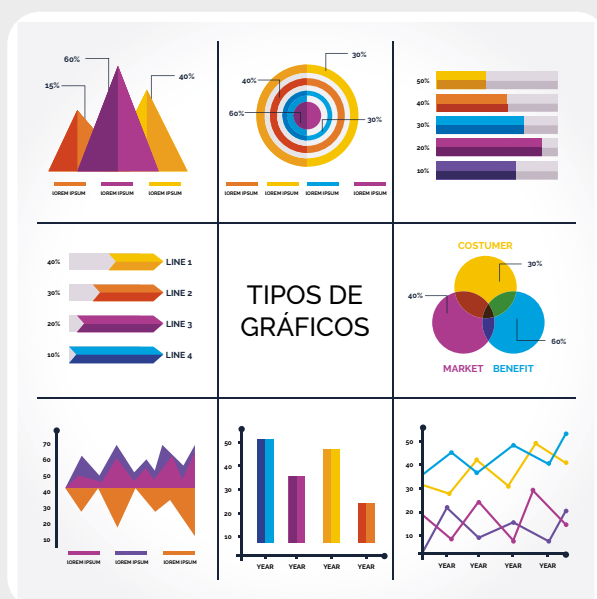 60%
15%
40%
lOREM IPSUM lOREM IPSUM lOREM IPSUM
30%
40%
60%
30%
lOREM IPSUM lOREM IPSUM lOREM IPSUM lOREM IPSUM
50%
40%
30%
20%
10%
40% LINE 1
30% LINE 2
20% LINE 3
10% LINE 4
TIPOS DE
GRÁFICOS
COSTUMER
30%
40%
60%
MARKET BENEFIT
70
60
50
40
30
20
10
lOREM IPSUM lOREM IPSUM lOREM IPSUM
50
40
30
20
10
YEAR YEAR YEAR YEAR
50
40
30
20
10
YEAR YEAR YEAR YEAR